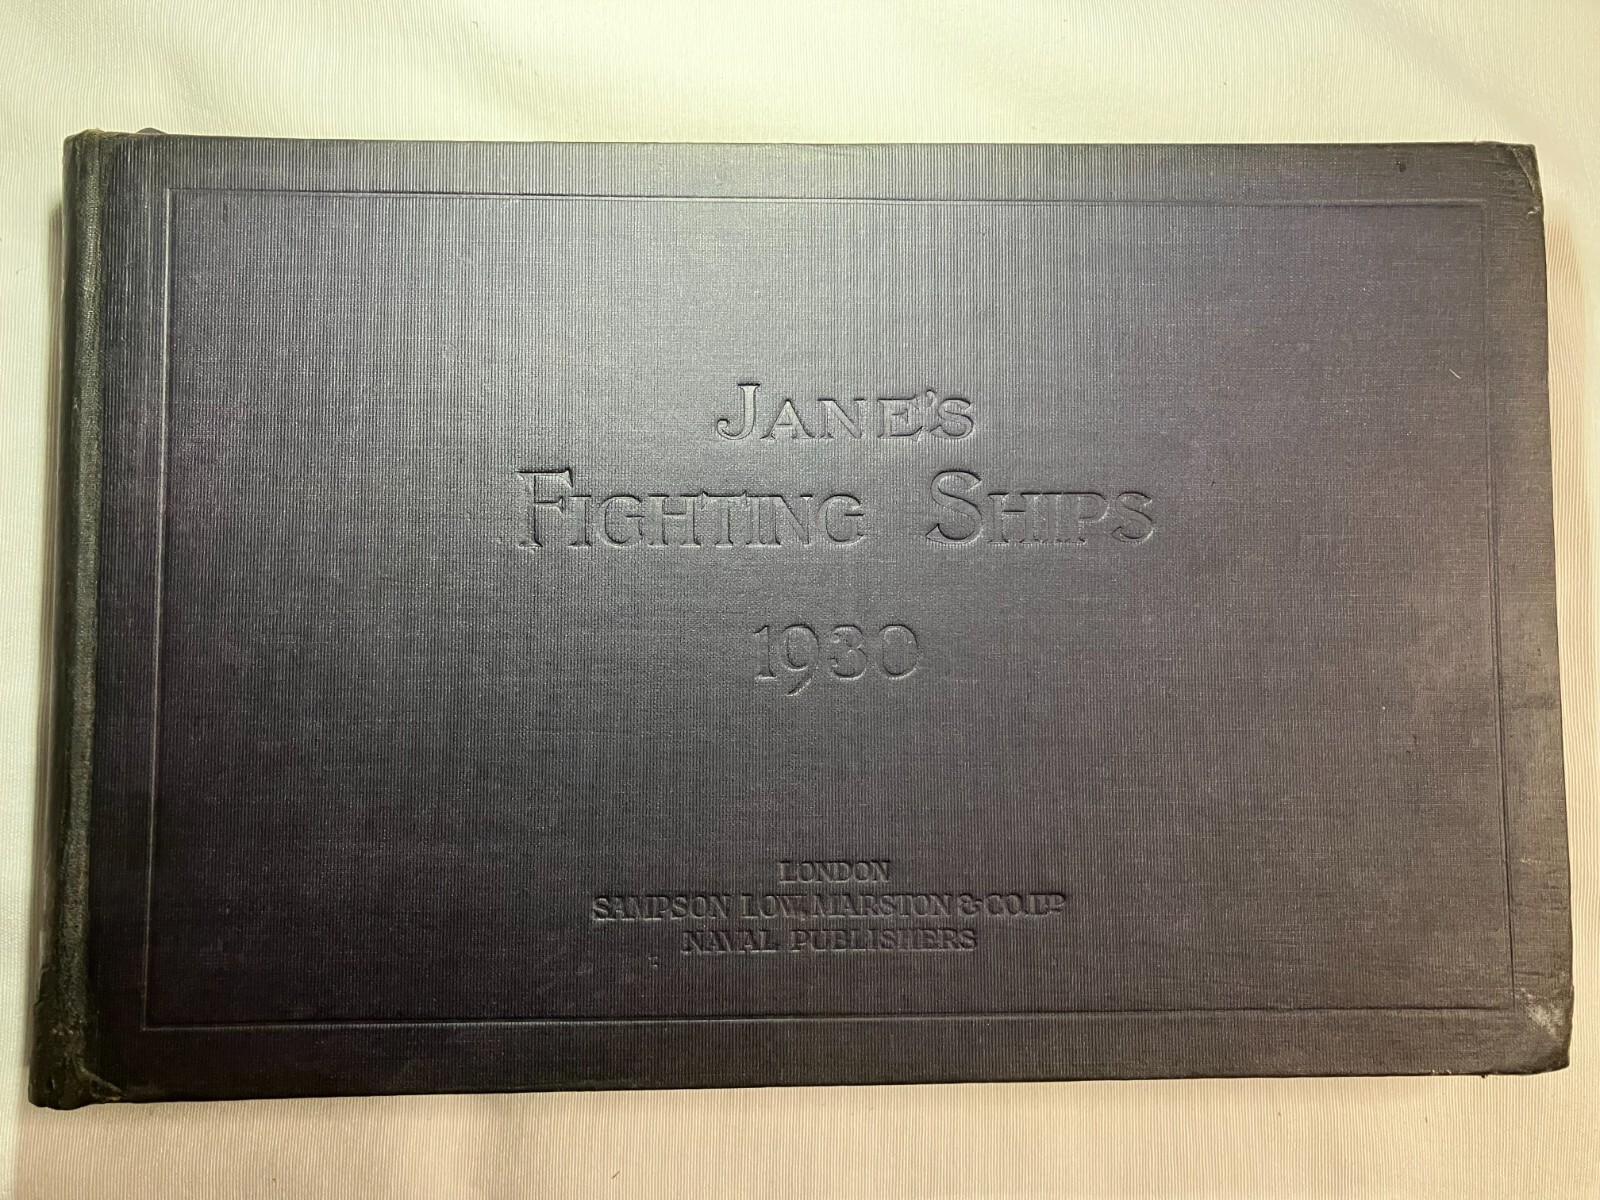 JANE'S
FIGHTING SHIPS
1930
LONDON
SAMPSON LOW, MARSTON & CO. LTD
NAVAL PUBLISHERS